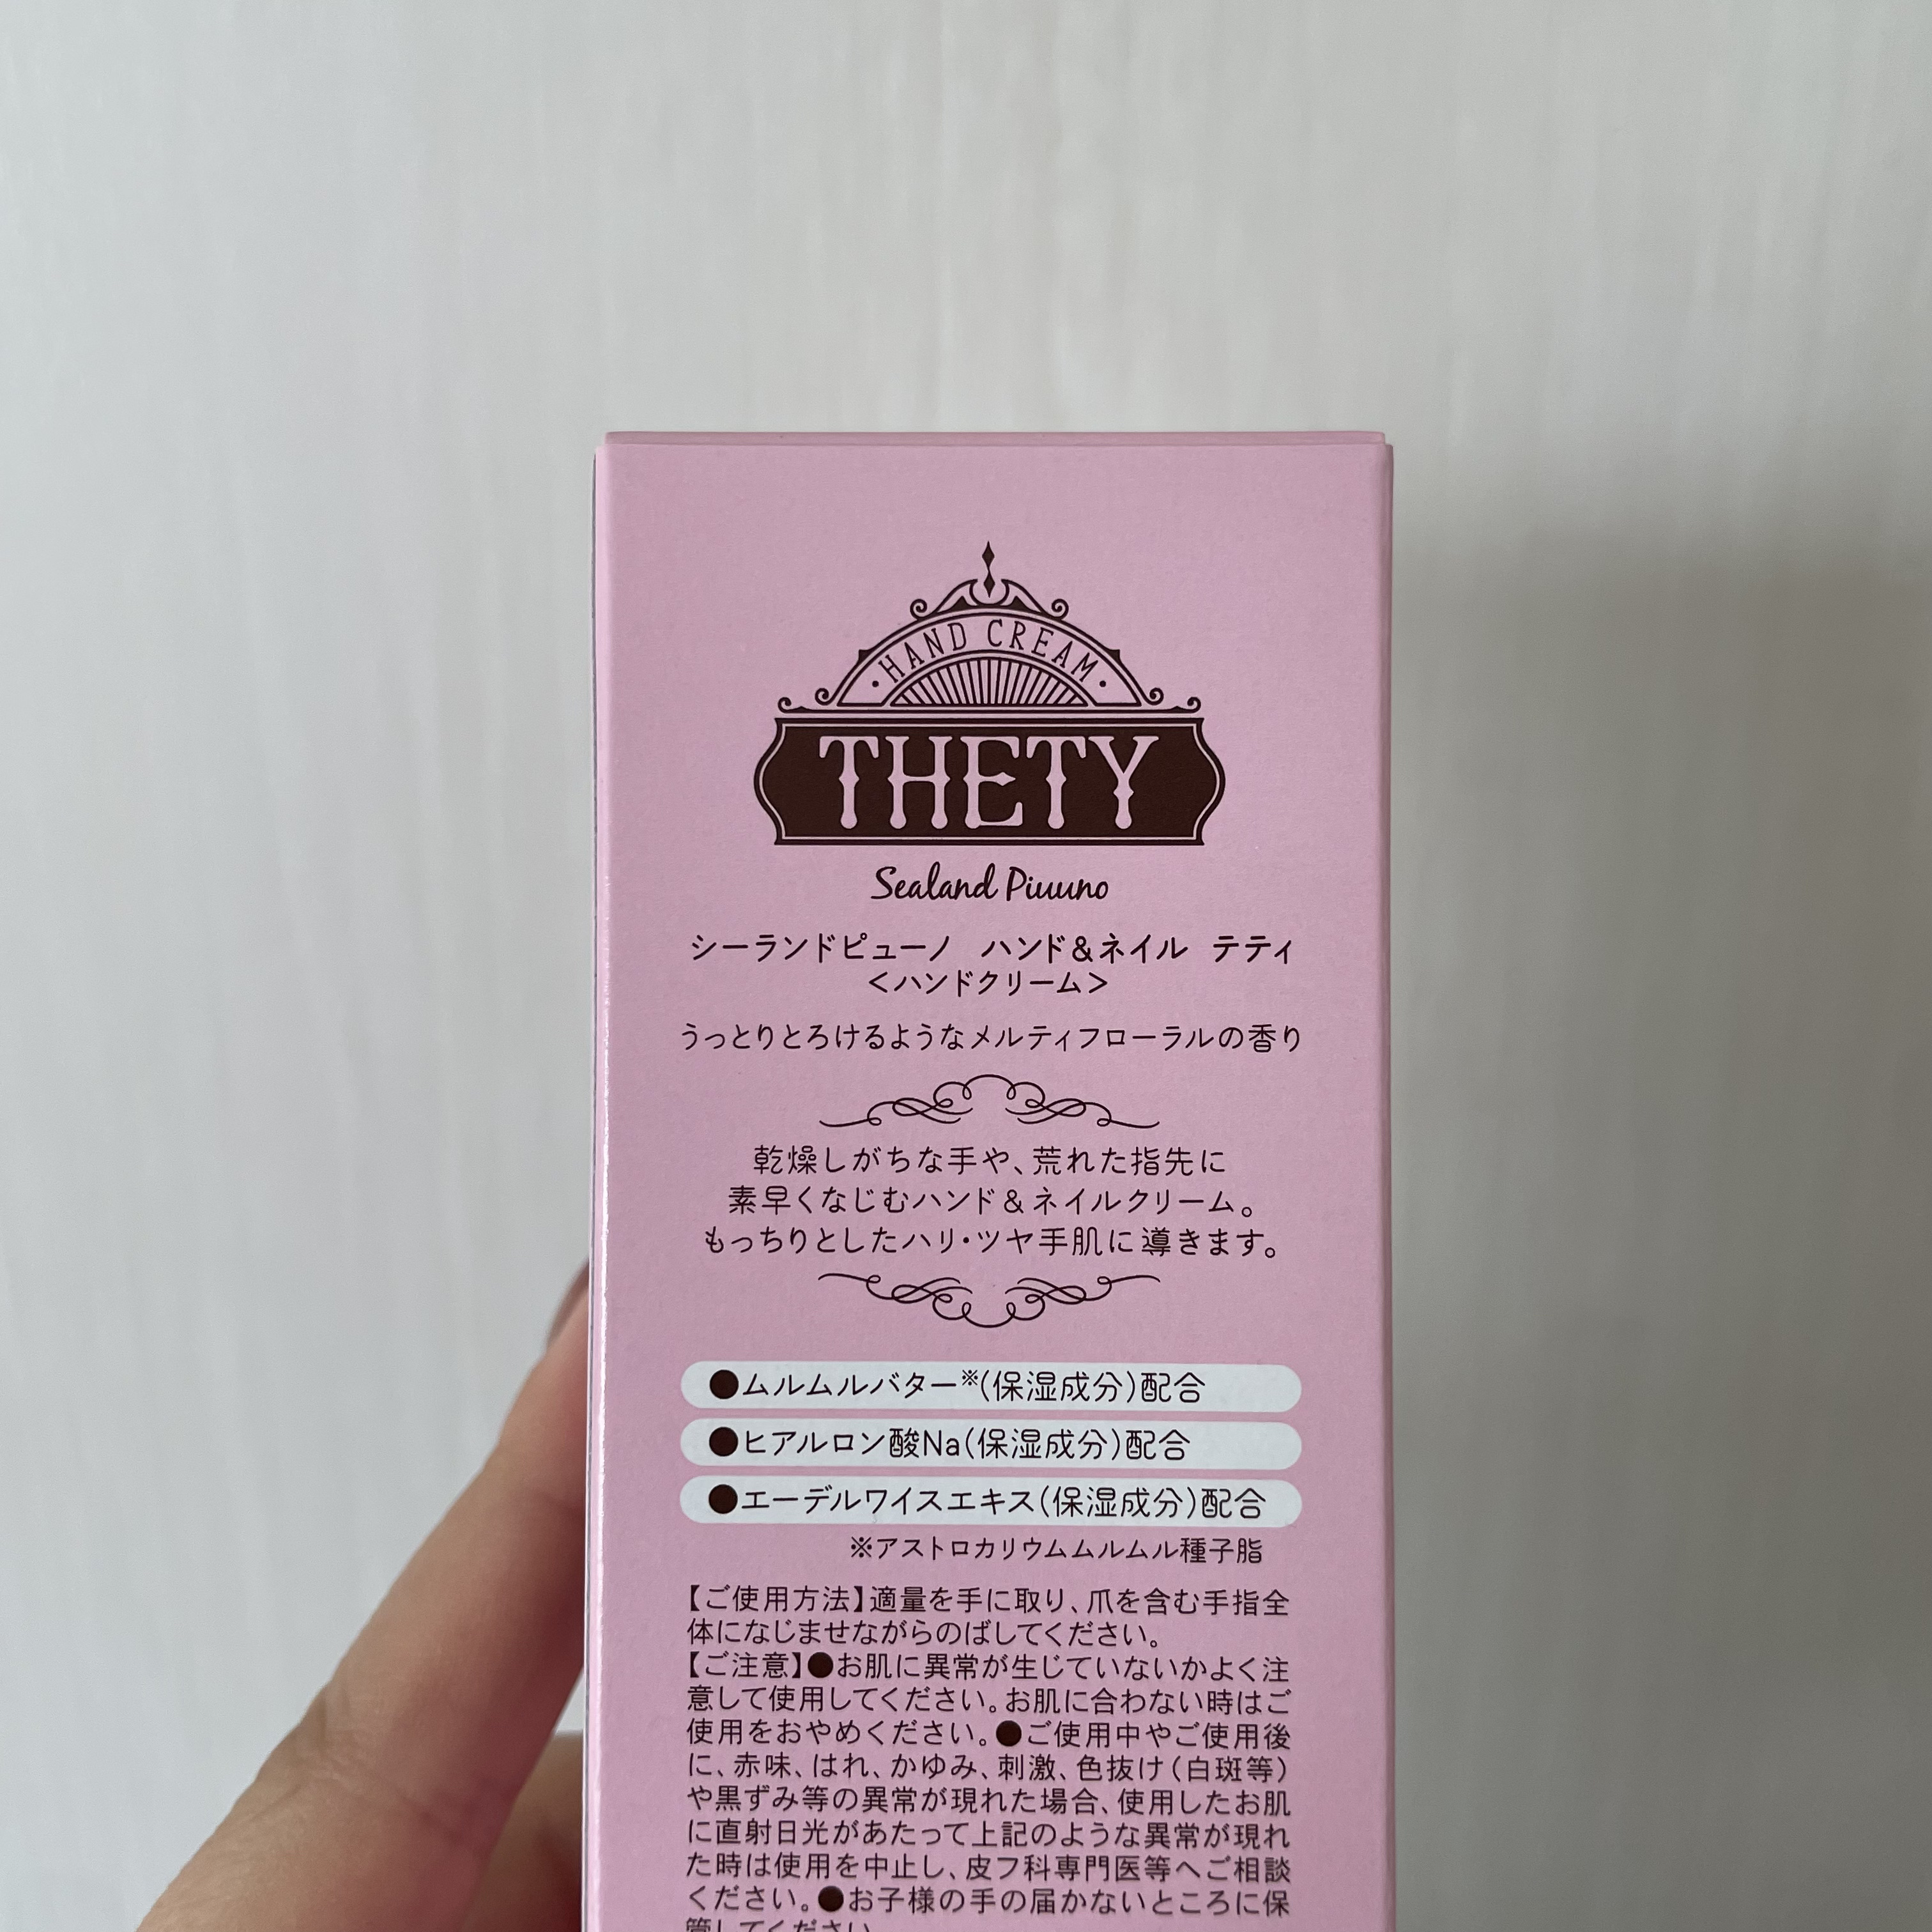 HAND CREAM
THETY
Sealand Piuuno
シーランドピューノ ハンド&ネイル テティ
<ハンドクリーム>
うっとりとろけるようなメルティフローラルの香り
乾燥しがちな手や、荒れた指先に
素早くなじむハンド&ネイルクリーム。
もっちりとしたハリ・ツヤ手肌に導きます。
●ムルムルバター※(保湿成分)配合
●ヒアルロン酸Na(保湿成分)配合
●エーデルワイスエキス(保湿成分)配合
※アストロカリウムムルムル種子脂
【ご使用方法】適量を手に取り、爪を含む手指全
体になじませながらのばしてください。
【ご注意】●お肌に異常が生じていないかよく注
意して使用してください。お肌に合わない時はご
使用をおやめください。●ご使用中やご使用後
に、赤味、はれ、かゆみ、刺激、色抜け(白斑等)
や黒ずみ等の異常が現れた場合、使用したお肌
に直射日光があたって上記のような異常が現れ
た時は使用を中止し、皮フ科専門医等へご相談
ください。●お子様の手の届かないところに保
管してください。